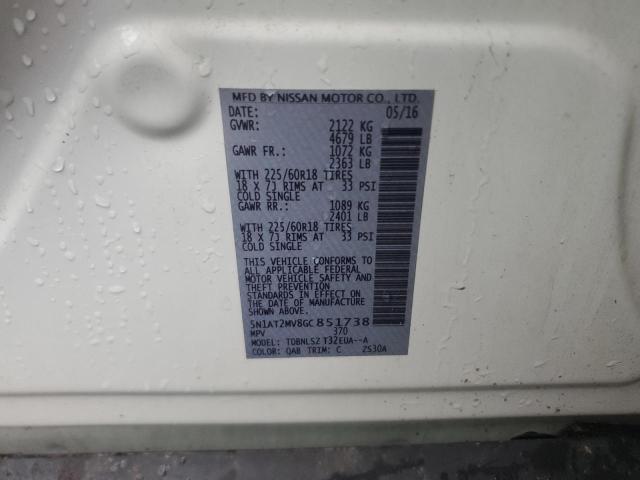 MFD BY NISSAN MOTOR CO., LTD.
DATE: 05/16
GVWR: 2122 KG
4679 LB
GAWR FR.: 1072 KG
2363 LB
WITH 225/60R18 TIRES
18 X 7J RIMS AT 33 PSI
COLD SINGLE
GAWR RR.: 1089 KG
2401 LB
WITH 225/60R18 TIRES
18 X 7J RIMS AT 33 PSI
COLD SINGLE
THIS VEHICLE CONFORMS TO
ALL APPLICABLE FEDERAL
MOTOR VEHICLE SAFETY AND
THEFT PREVENTION
STANDARDS IN EFFECT ON
THE DATE OF MANUFACTURE
SHOWN ABOVE.
5N1AT2MV8GC851738
MPV 370
MODEL: TDBNLSZ T32EUA--A
COLOR: QAB TRIM: C ZS30A